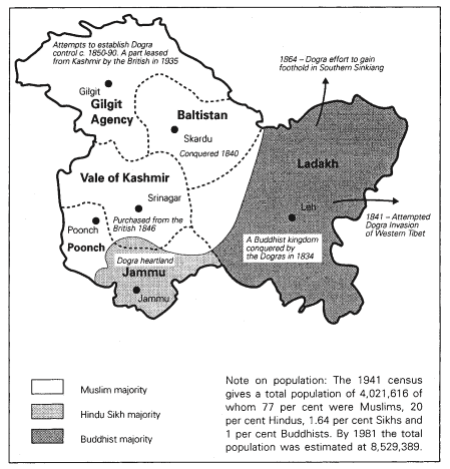 Attempts to establish Dogra
control c. 1850-90. A part leased
from Kashmir by the British in 1935
1864 – Dogra effort to gain
foothold in Southern Sinkiang
Gilgit
Gilgit
Agency
Baltistan
Skardu
Conquered 1840
Ladakh
Vale of Kashmir
Srinagar
Leh
1841 – Attempted
Dogra Invasion
of Western Tibet
Poonch
Poonch
Purchased from the
British 1846
A Buddhist kingdom
conquered by
the Dogras in 1834
Dogra heartland
Jammu
Jammu
Muslim majority
Hindu Sikh majority
Buddhist majority
Note on population: The 1941 census
gives a total population of 4,021,616 of
whom 77 per cent were Muslims, 20
per cent Hindus, 1.64 per cent Sikhs and
1 per cent Buddhists. By 1981 the total
population was estimated at 8,529,389.